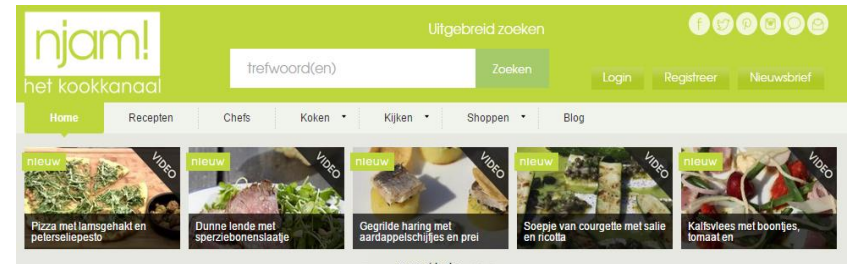 njam!
het kookkanaal
Uitgebreid zoeken
trefwoord(en)
Zoeken
Login
Registreer
Nieuwsbrief
Home
Recepten
Chefs
Koken
Kijken
Shoppen
Blog
nieuw
VIDEO
Pizza met lamsgehakt en
peterseliepesto
nieuw
VIDEO
Dunne lende met
sperziebonenslaatje
nieuw
VIDEO
Gegrilde haring met
aardappelschijfjes en prei
nieuw
VIDEO
Soepje van courgette met salie
en ricotta
nieuw
VIDEO
Kalfsvlees met boontjes,
tomaat en